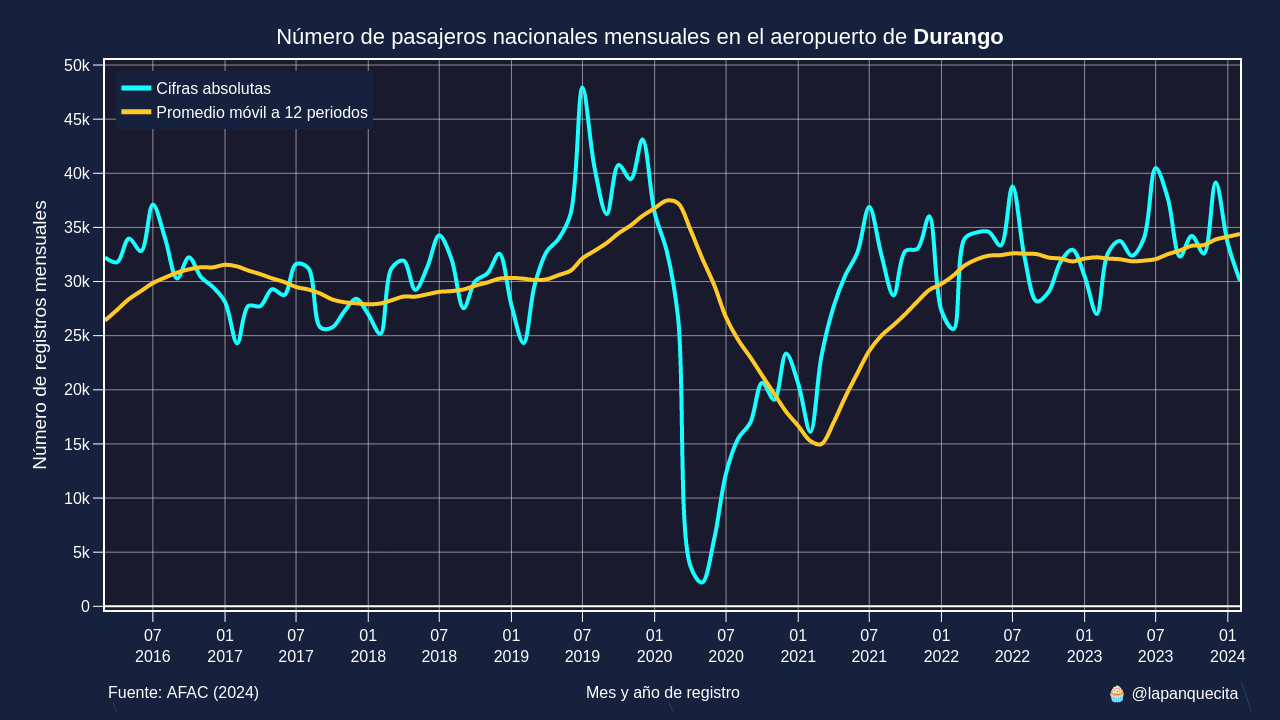 Número de pasajeros nacionales mensuales en el aeropuerto de Durango
Cifras absolutas
Promedio móvil a 12 periodos
Número de registros mensuales
50k
45k
40k
35k
30k
25k
20k
15k
10k
5k
0
07 01 07 01 07 01 07 01 07 01 07 01 07 01 07 01
2016 2017 2017 2018 2018 2019 2019 2020 2020 2021 2021 2022 2022 2023 2023 2024
Fuente: AFAC (2024)
Mes y año de registro
🧁 @lapanquecita